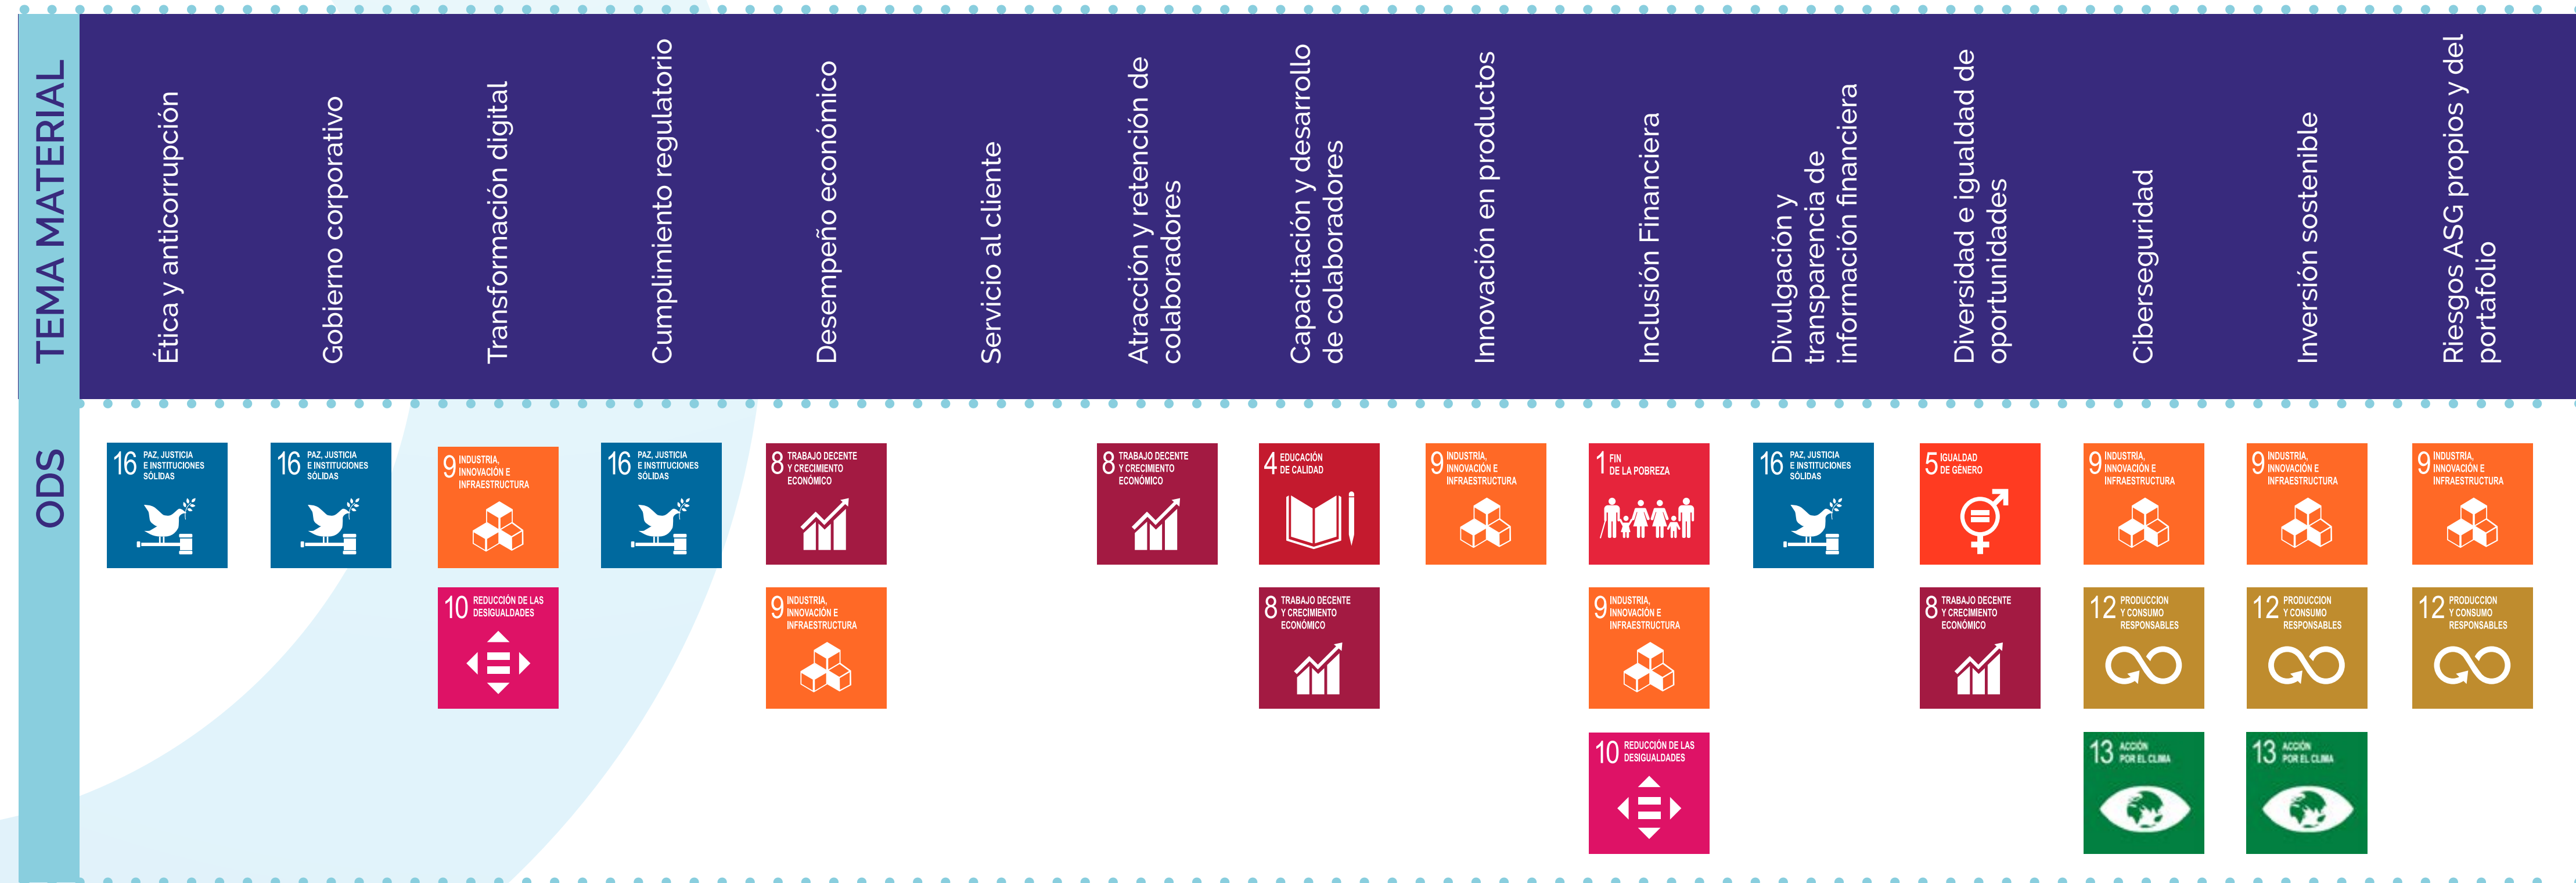 TEMA MATERIAL
Ética y anticorrupción
Gobierno corporativo
Transformación digital
Cumplimiento regulatorio
Desempeño económico
Servicio al cliente
Atracción y retención de
colaboradores
Capacitación y desarrollo
de colaboradores
Innovación en productos
Inclusión Financiera
Divulgación y
transparencia de
información financiera
Diversidad e igualdad de
oportunidades
Ciberseguridad
Inversión sostenible
Riesgos ASG propios y del
portafolio
ODS
16 PAZ, JUSTICIA
E INSTITUCIONES
SÓLIDAS
16 PAZ, JUSTICIA
E INSTITUCIONES
SÓLIDAS
9 INDUSTRIA,
INNOVACIÓN E
INFRAESTRUCTURA
16 PAZ, JUSTICIA
E INSTITUCIONES
SÓLIDAS
8 TRABAJO DECENTE
Y CRECIMIENTO
ECONÓMICO
8 TRABAJO DECENTE
Y CRECIMIENTO
ECONÓMICO
4 EDUCACIÓN
DE CALIDAD
9 INDUSTRIA,
INNOVACIÓN E
INFRAESTRUCTURA
1 FIN
DE LA POBREZA
16 PAZ, JUSTICIA
E INSTITUCIONES
SÓLIDAS
5 IGUALDAD
DE GÉNERO
9 INDUSTRIA,
INNOVACIÓN E
INFRAESTRUCTURA
9 INDUSTRIA,
INNOVACIÓN E
INFRAESTRUCTURA
9 INDUSTRIA,
INNOVACIÓN E
INFRAESTRUCTURA
10 REDUCCIÓN DE LAS
DESIGUALDADES
9 INDUSTRIA,
INNOVACIÓN E
INFRAESTRUCTURA
8 TRABAJO DECENTE
Y CRECIMIENTO
ECONÓMICO
9 INDUSTRIA,
INNOVACIÓN E
INFRAESTRUCTURA
8 TRABAJO DECENTE
Y CRECIMIENTO
ECONÓMICO
12 PRODUCCION
Y CONSUMO
RESPONSABLES
12 PRODUCCION
Y CONSUMO
RESPONSABLES
12 PRODUCCION
Y CONSUMO
RESPONSABLES
10 REDUCCIÓN DE LAS
DESIGUALDADES
13 ACCIÓN
POR EL CLIMA
13 ACCIÓN
POR EL CLIMA